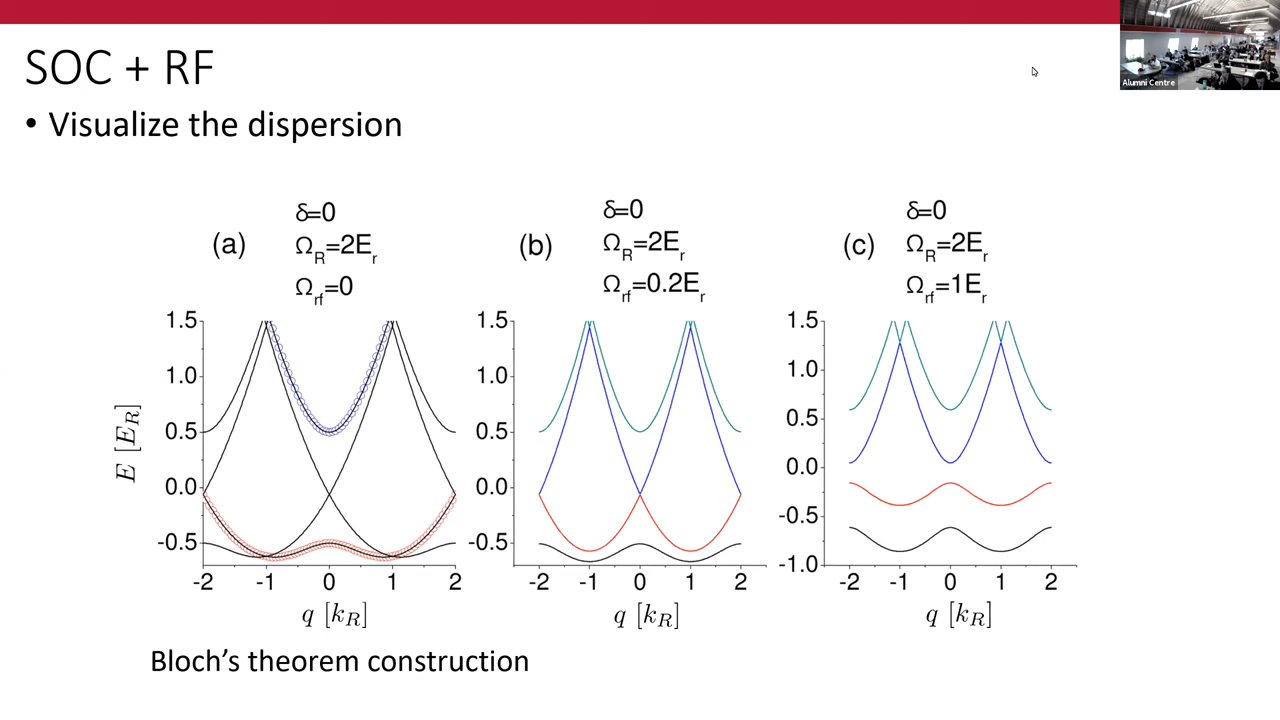 SOC + RF
Alumni Centre
• Visualize the dispersion
(a)
δ=0
Ω_R=2E_r
Ω_rf=0
(b)
δ=0
Ω_R=2E_r
Ω_rf=0.2E_r
(c)
δ=0
Ω_R=2E_r
Ω_rf=1E_r
E [E_R]
1.5
1.0
0.5
0.0
-0.5
-2 -1 0 1 2
q [k_R]
1.5
1.0
0.5
0.0
-0.5
-2 -1 0 1 2
q [k_R]
1.5
1.0
0.5
0.0
-0.5
-1.0
-2 -1 0 1 2
q [k_R]
Bloch's theorem construction